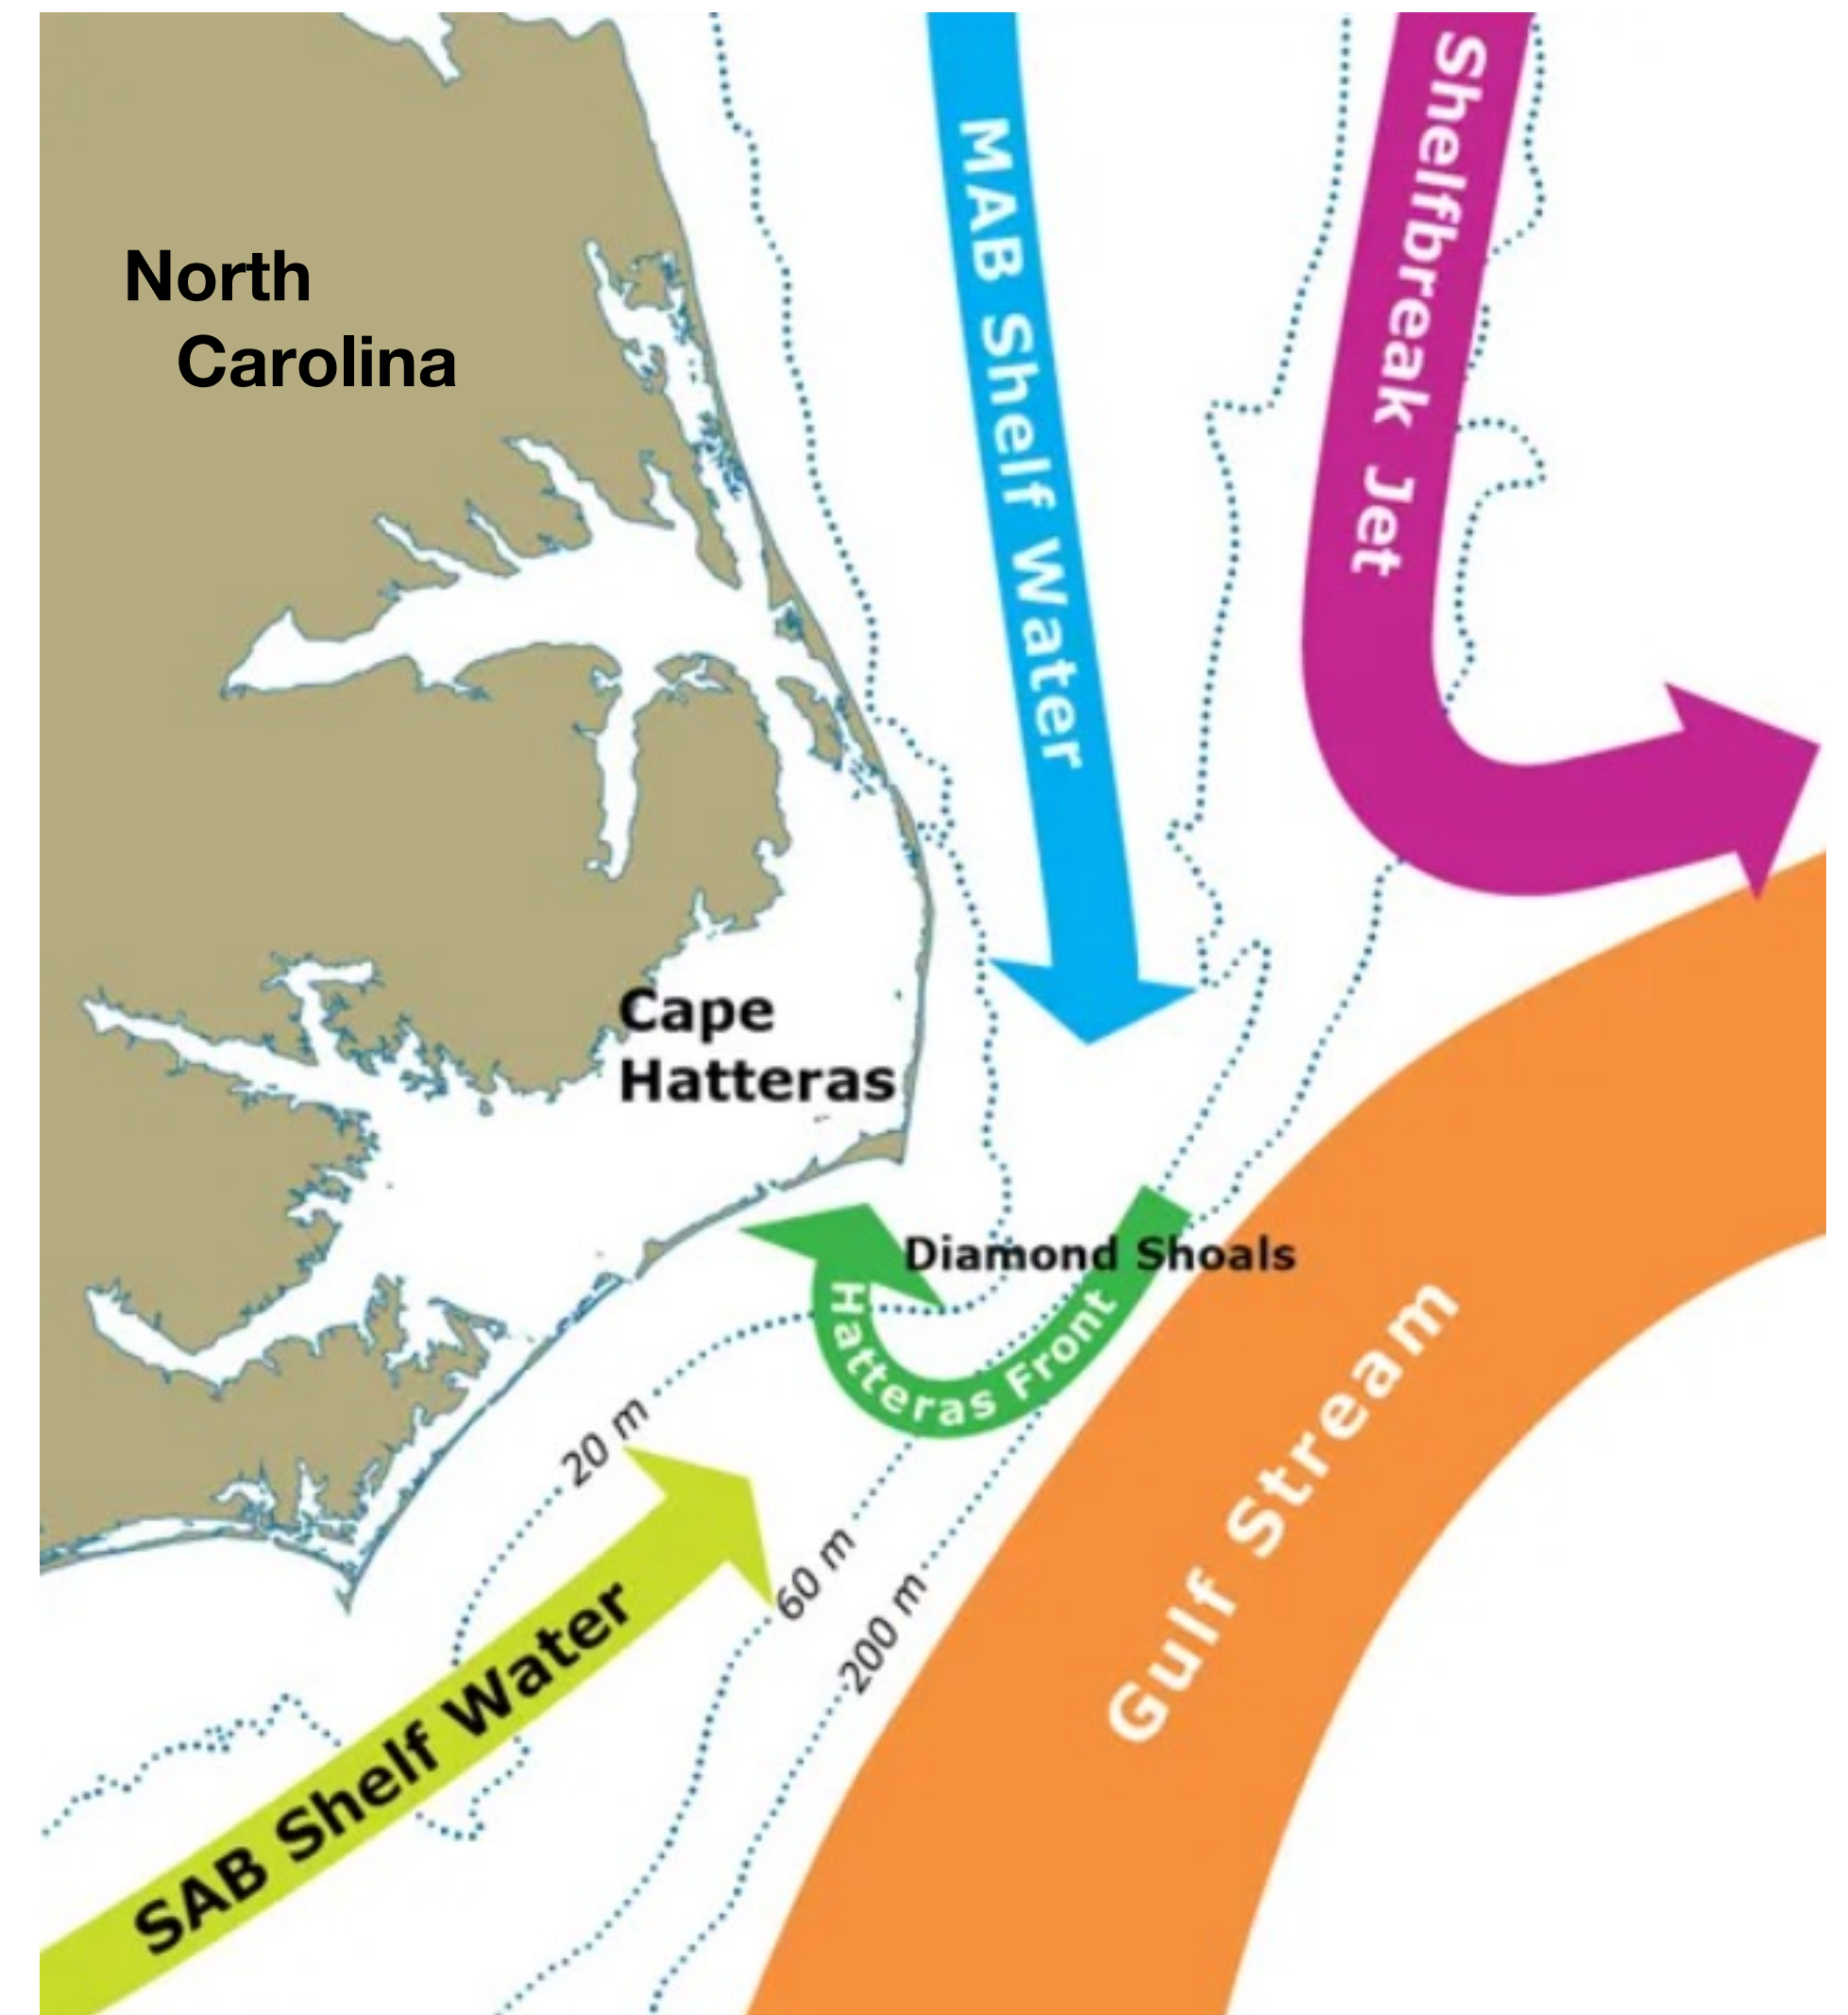 Shelfbreak Jet
MAB Shelf Water
North
Carolina
Cape
Hatteras
Diamond Shoals
Hatteras Front
Gulf Stream
20 m
60 m
200 m
SAB Shelf Water